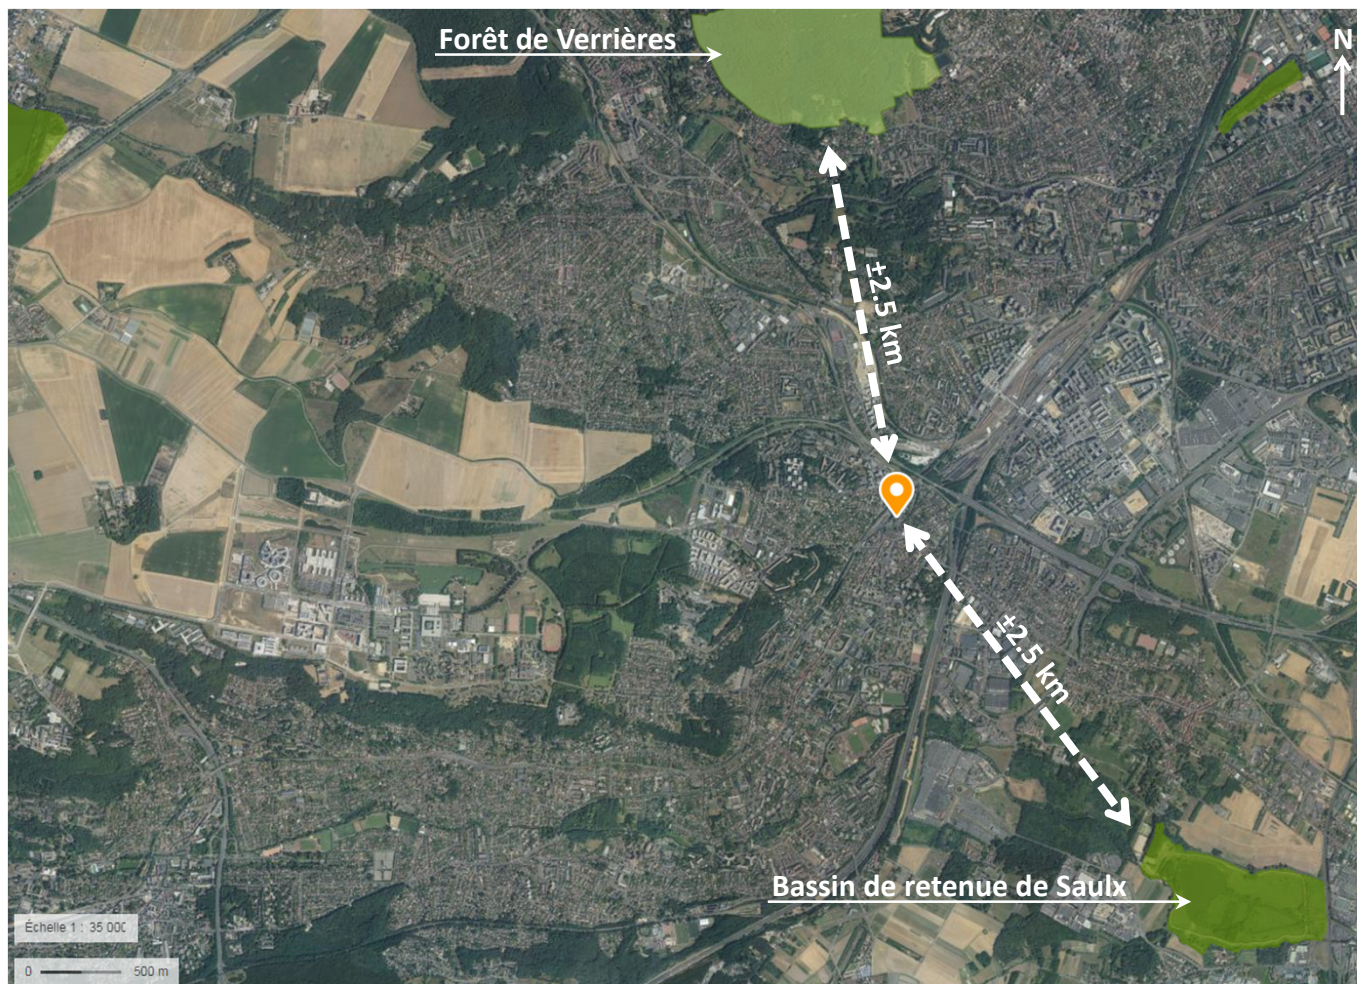 Forêt de Verrières
N
±2.5 km
±2.5 km
Bassin de retenue de Saulx
Échelle 1 : 35 000
0 500 m